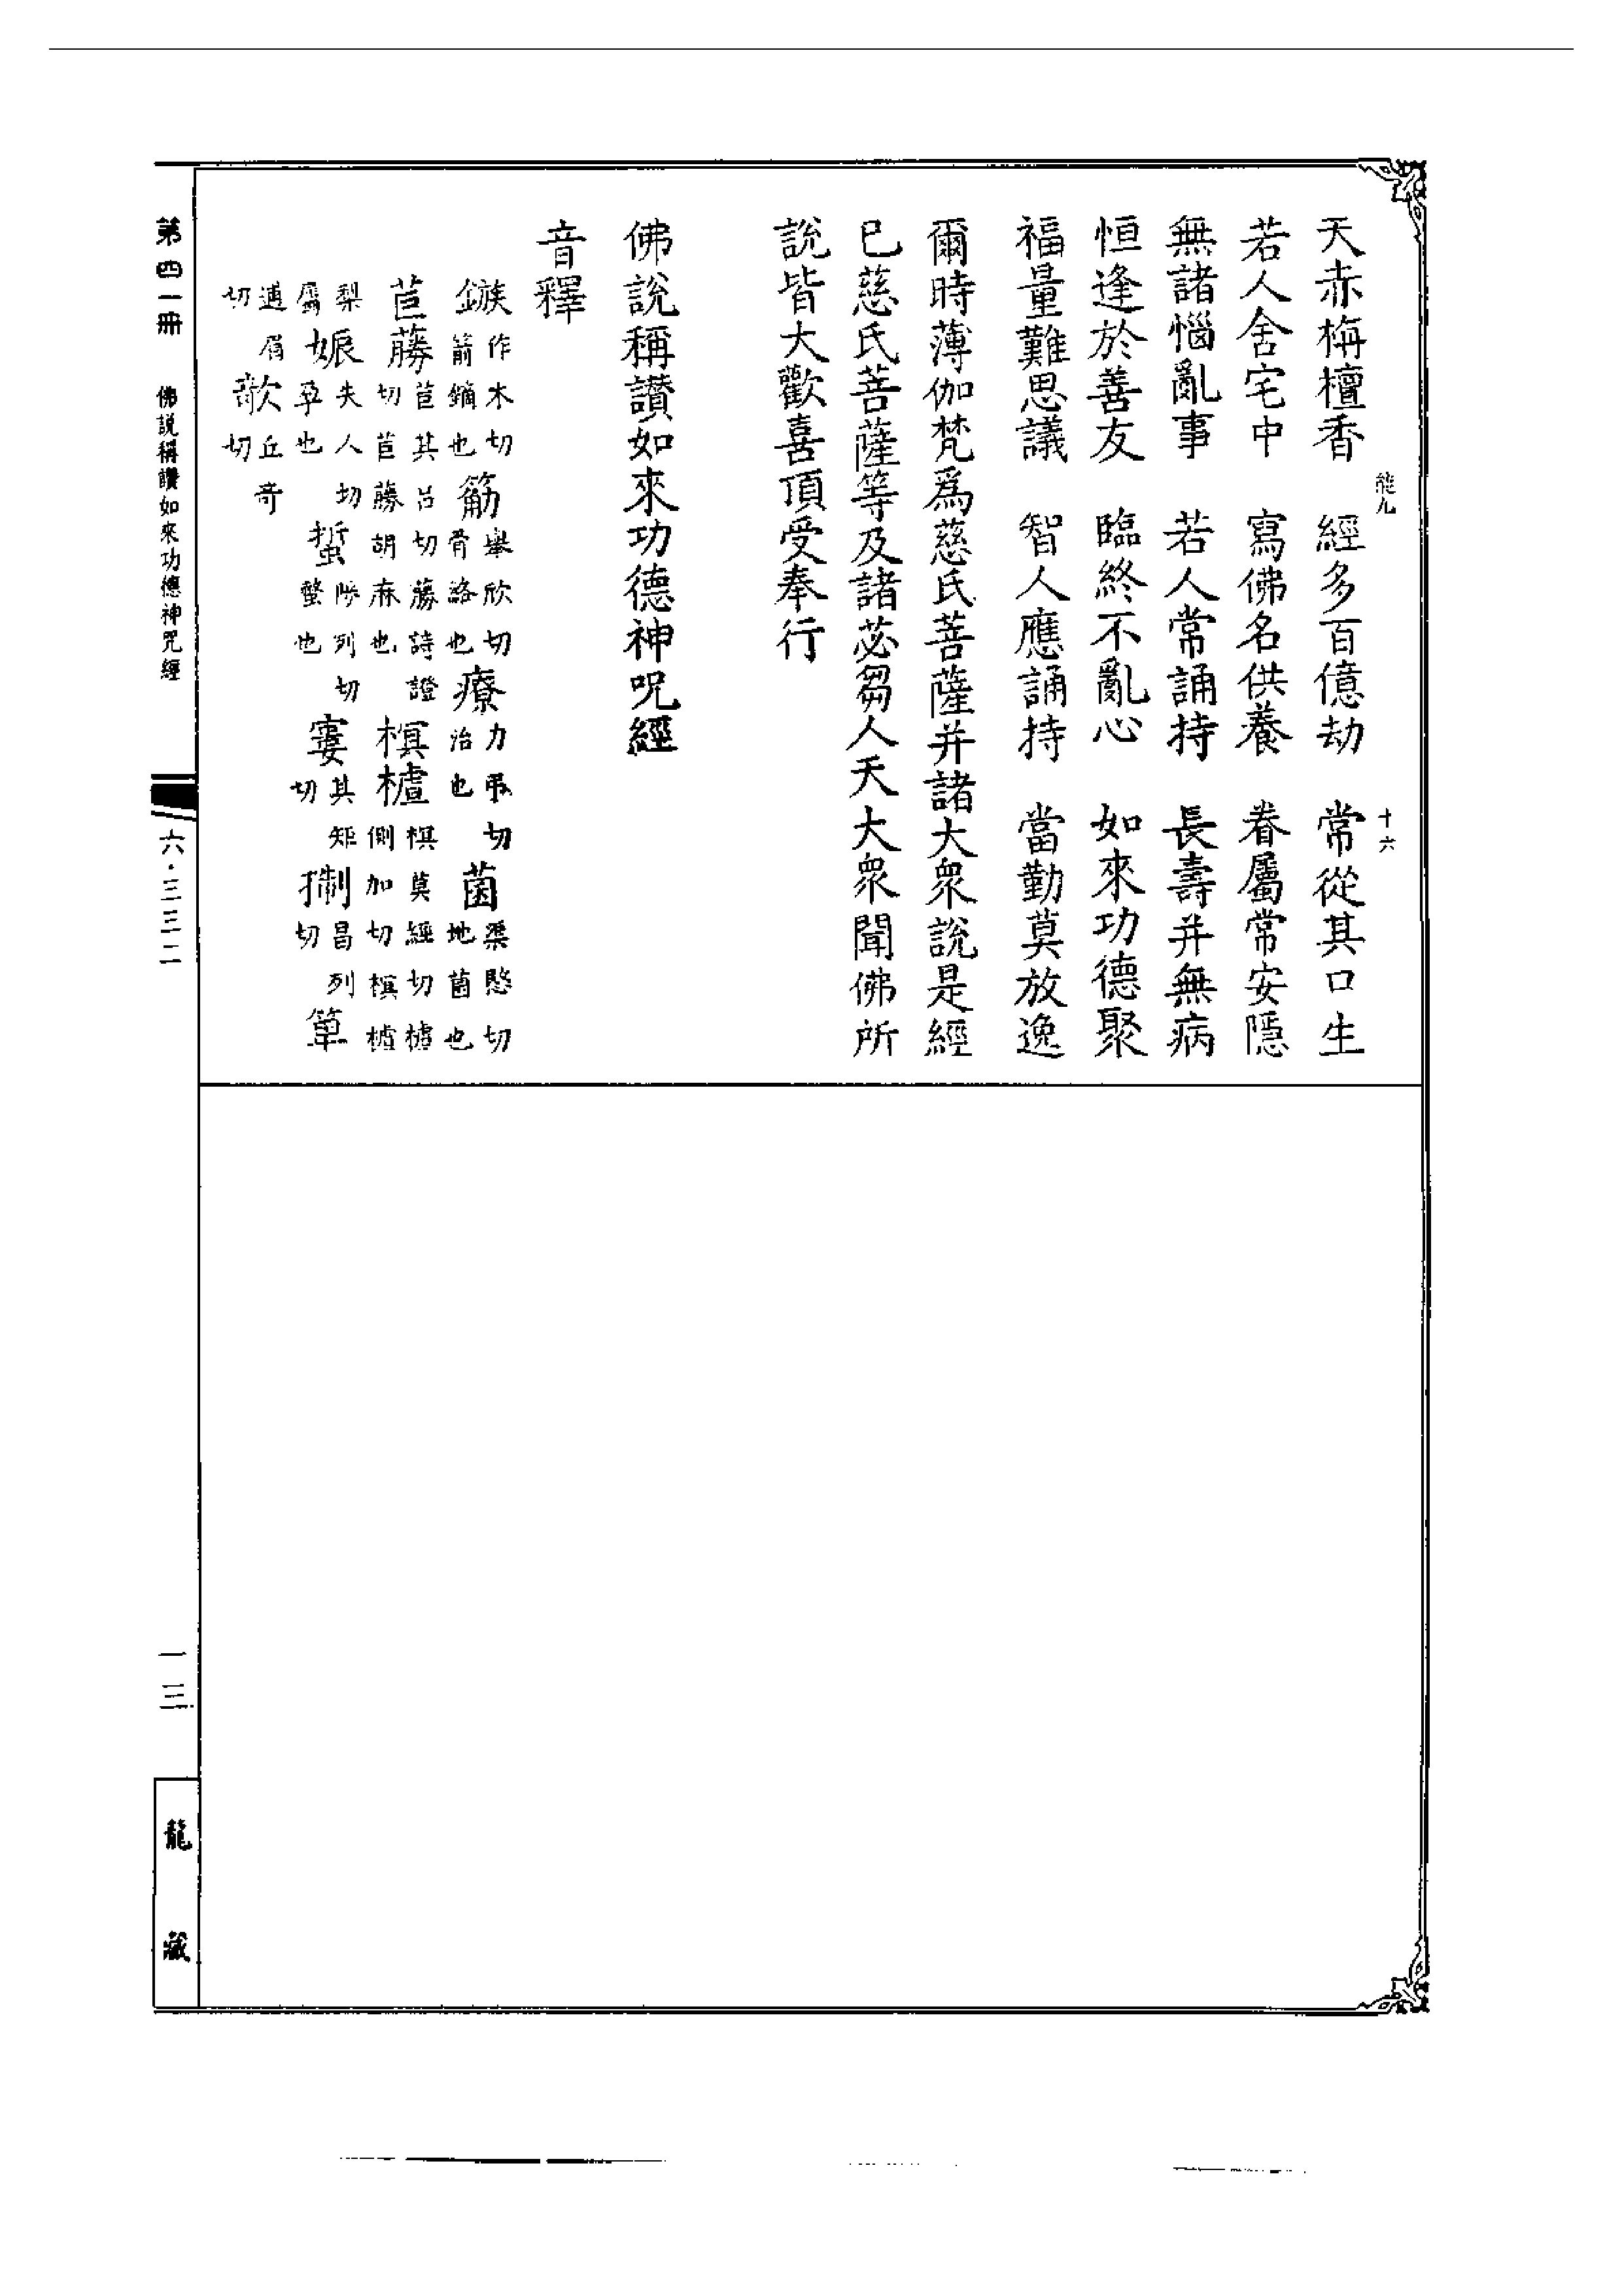 天赤栴檀香　經多百億劫　常從其口生
若人舍宅中　寫佛名供養　眷屬常安隱
無諸惱亂事　若人常誦持　長壽并無病
恒逢於善友　臨終不亂心　如來功德聚
福量難思議　智人應誦持　當勤莫放逸
爾時薄伽梵爲慈氏菩薩并諸大衆說是經
已慈氏菩薩等及諸苾芻人天大衆聞佛所
說皆大歡喜頂受奉行
佛說稱讚如來功德神呪經
音釋
鏃作木切箭鏑也 筋舉欣切骨絡也 療力吊切治也 菌渠愍切地菌也
苣蕂苣其呂切蕂詩證切苣蕂胡麻也 榠樝榠莫經切樝側加切榠樝
梨屬 娠失人切孕也 蜇陟列切螫也 寠其矩切 掣昌列切 箄
邊眉切 欹丘奇切
能九
十六
第四一冊　佛說稱讚如來功德神咒經
六·三三二
一三
龍藏